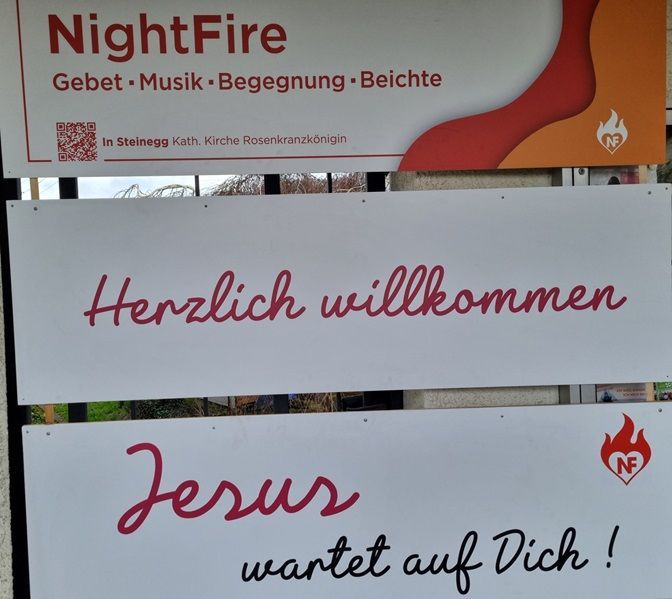 NightFire
Gebet · Musik · Begegnung · Beichte
In Steinegg Kath. Kirche Rosenkranzkönigin
NF
Herzlich willkommen
NF
Jesus
wartet auf Dich !